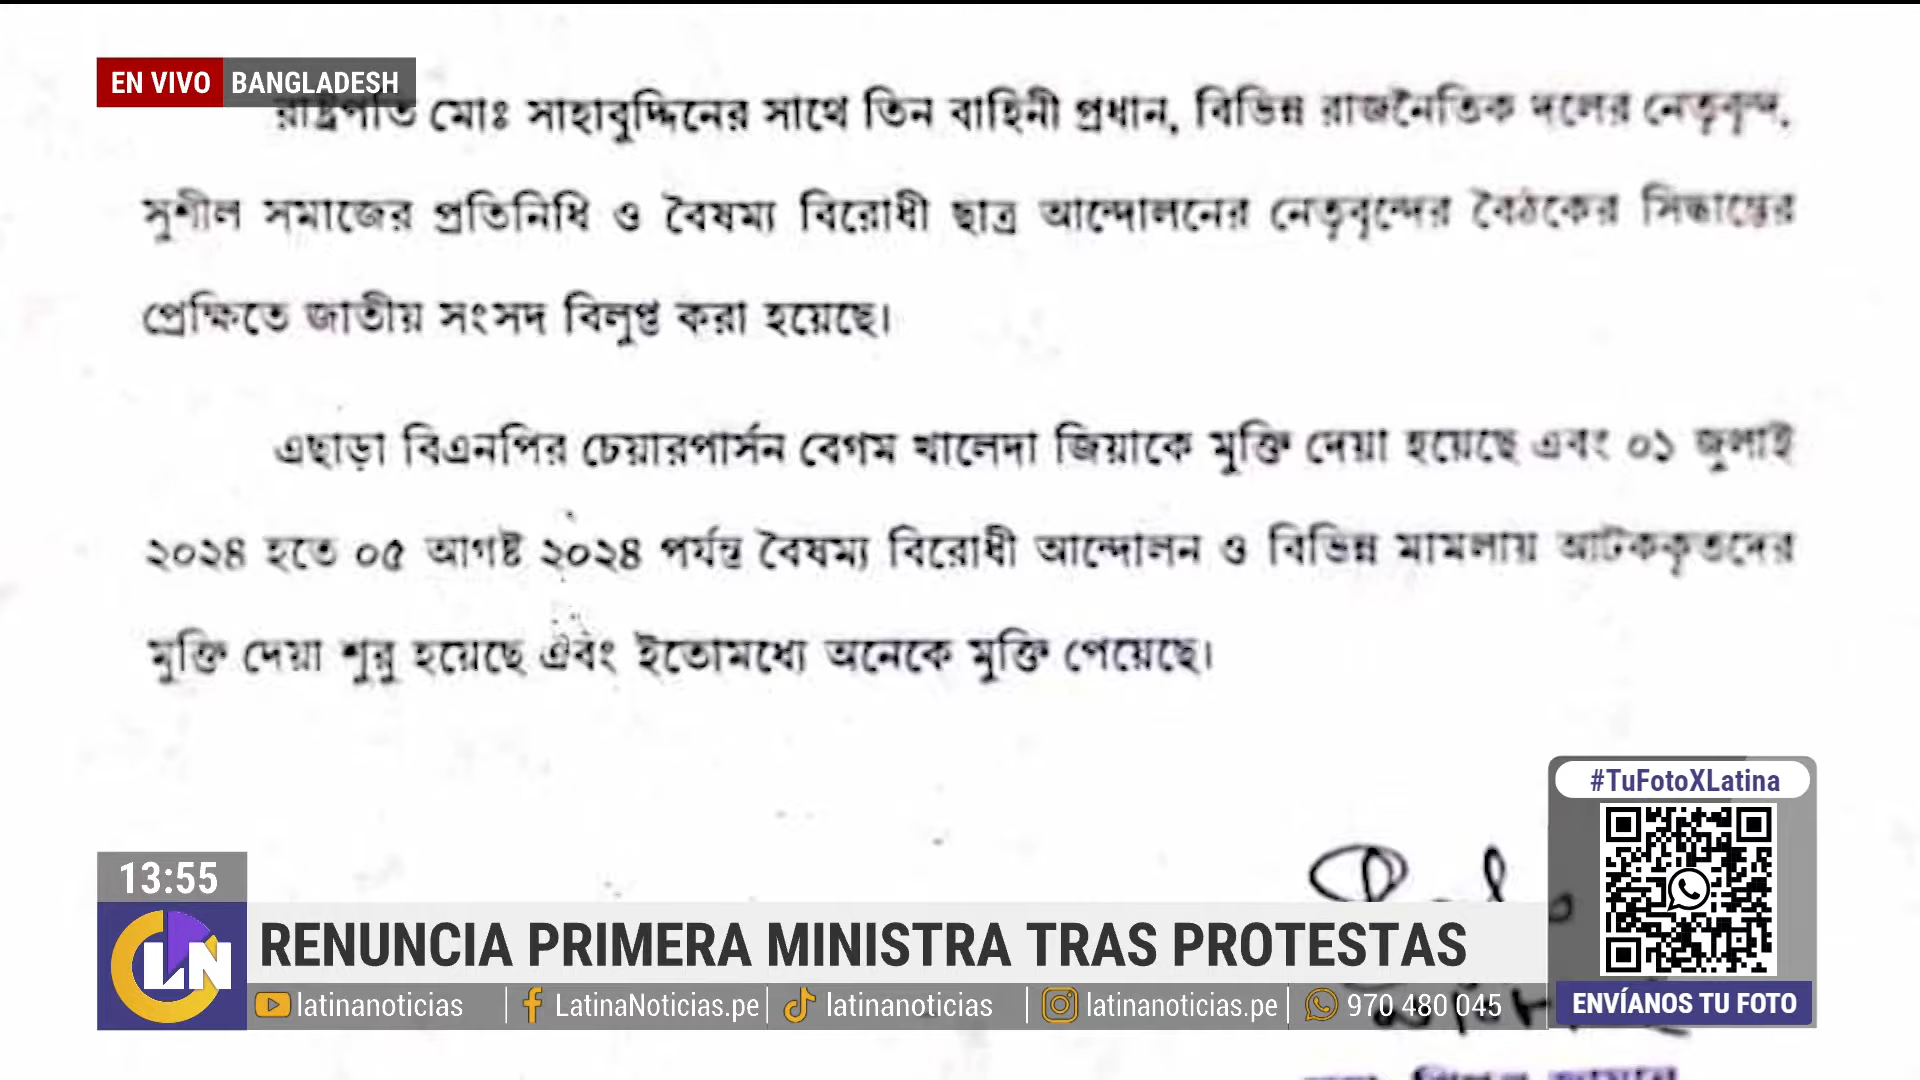 EN VIVO BANGLADESH
রাষ্ট্রপতি মোঃ সাহাবুদ্দিনের সাথে তিন বাহিনী প্রধান, বিভিন্ন রাজনৈতিক দলের নেতৃবৃন্দ,
সুশীল সমাজের প্রতিনিধি ও বৈষম্য বিরোধী ছাত্র আন্দোলনের নেতৃবৃন্দের বৈঠকের সিদ্ধান্তের
প্রেক্ষিতে জাতীয় সংসদ বিলুপ্ত করা হয়েছে।
এছাড়া বিএনপির চেয়ারপার্সন বেগম খালেদা জিয়াকে মুক্তি দেয়া হয়েছে এবং ০১ জুলাই
২০২৪ হতে ০৫ আগষ্ট ২০২৪ পর্যন্ত বৈষম্য বিরোধী আন্দোলন ও বিভিন্ন মামলায় আটককৃতদের
মুক্তি দেয়া শুরু হয়েছে এবং ইতোমধ্যে অনেকে মুক্তি পেয়েছে।
#TuFotoXLatina
13:55
LN
RENUNCIA PRIMERA MINISTRA TRAS PROTESTAS
latinanoticias LatinaNoticias.pe latinanoticias latinanoticias.pe 970 480 045
ENVÍANOS TU FOTO